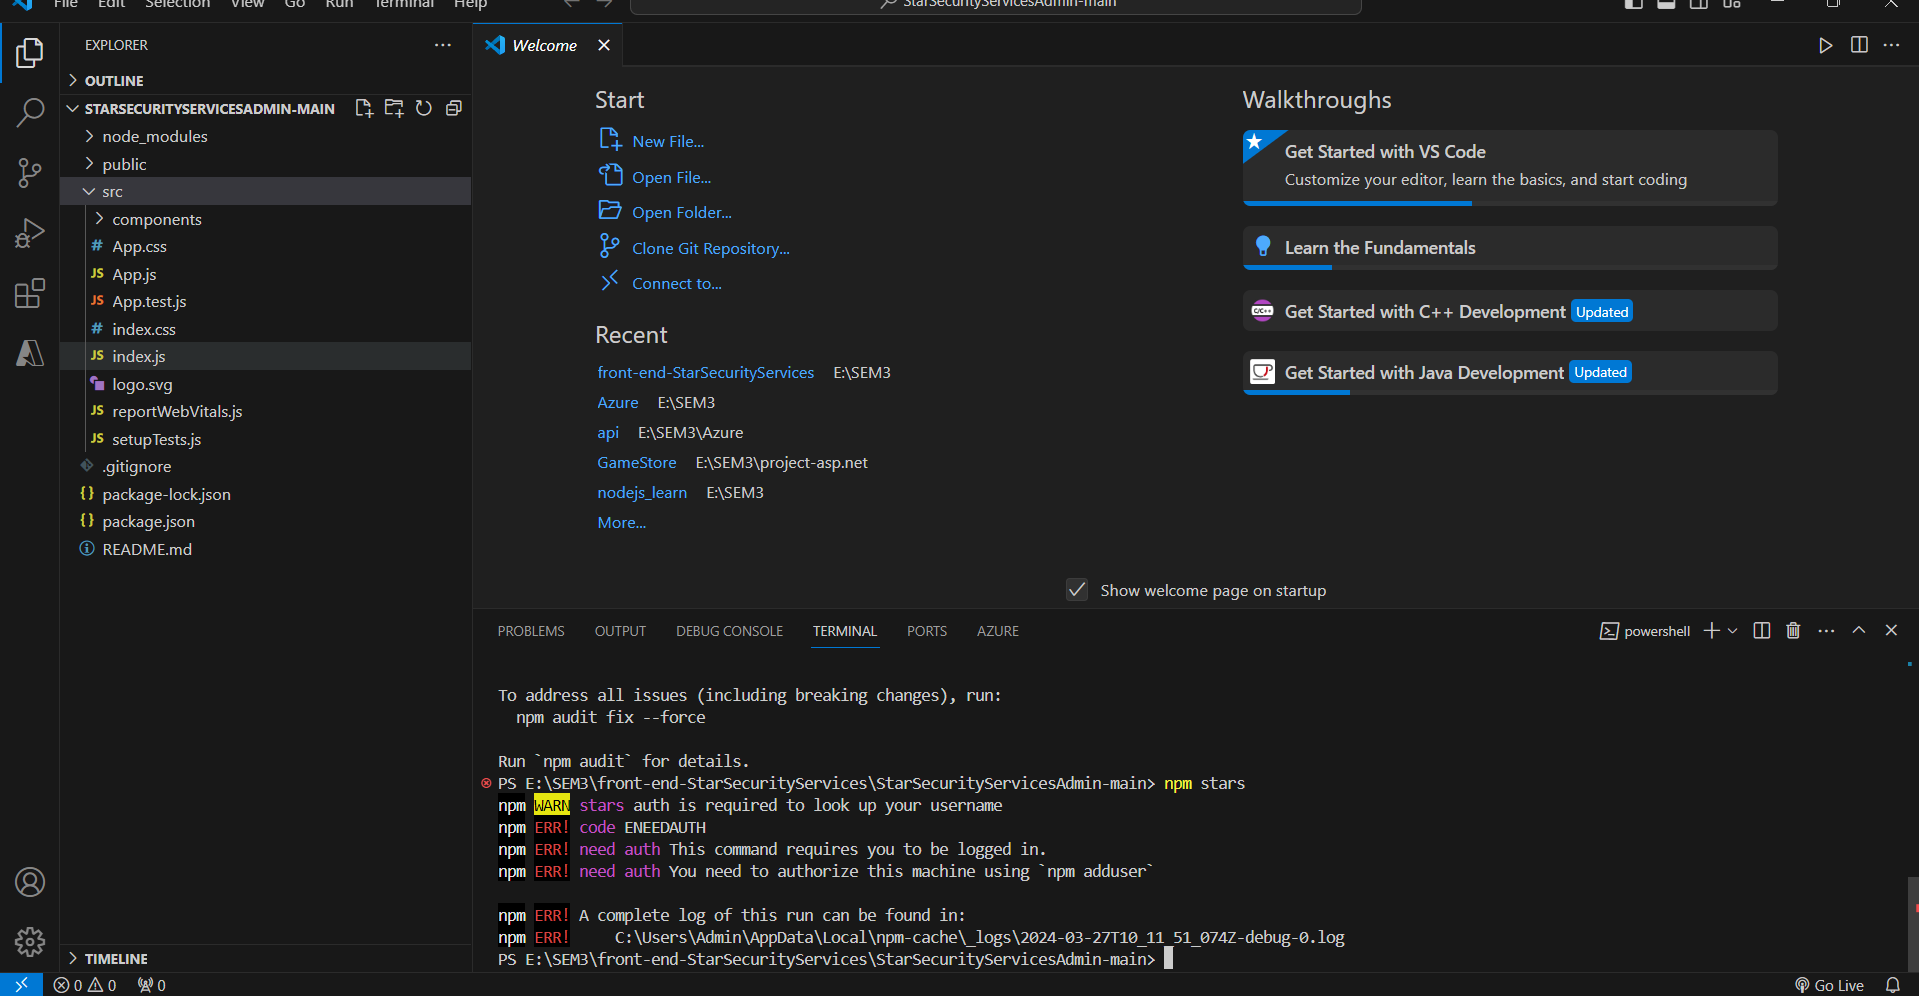 File Edit Selection View Go Run Terminal Help
StarSecurityServicesAdmin-main
EXPLORER
OUTLINE
STARSECURITYSERVICESADMIN-MAIN
node_modules
public
src
components
# App.css
JS App.js
JS App.test.js
# index.css
JS index.js
logo.svg
JS reportWebVitals.js
JS setupTests.js
.gitignore
{} package-lock.json
{} package.json
README.md
TIMELINE
Welcome
Start
New File...
Open File...
Open Folder...
Clone Git Repository...
Connect to...
Recent
front-end-StarSecurityServices E:\SEM3
Azure E:\SEM3
api E:\SEM3\Azure
GameStore E:\SEM3\project-asp.net
nodejs_learn E:\SEM3
More...
Walkthroughs
Get Started with VS Code
Customize your editor, learn the basics, and start coding
Learn the Fundamentals
C/C++ Get Started with C++ Development Updated
Get Started with Java Development Updated
Show welcome page on startup
PROBLEMS OUTPUT DEBUG CONSOLE TERMINAL PORTS AZURE
powershell
To address all issues (including breaking changes), run:
npm audit fix --force
Run `npm audit` for details.
PS E:\SEM3\front-end-StarSecurityServices\StarSecurityServicesAdmin-main> npm stars
npm WARN stars auth is required to look up your username
npm ERR! code ENEEDAUTH
npm ERR! need auth This command requires you to be logged in.
npm ERR! need auth You need to authorize this machine using `npm adduser`
npm ERR! A complete log of this run can be found in:
npm ERR! C:\Users\Admin\AppData\Local\npm-cache\_logs\2024-03-27T10_11_51_074Z-debug-0.log
PS E:\SEM3\front-end-StarSecurityServices\StarSecurityServicesAdmin-main>
0 0 0
Go Live